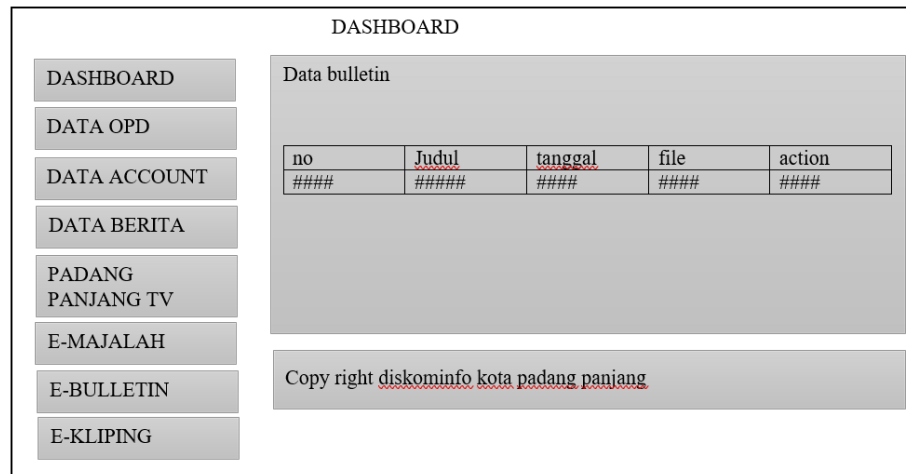 DASHBOARD
DASHBOARD
DATA OPD
DATA ACCOUNT
DATA BERITA
PADANG
PANJANG TV
E-MAJALAH
E-BULLETIN
E-KLIPING
Data bulletin
no Judul tanggal file action
#### ##### #### #### ####
Copy right diskominfo kota padang panjang